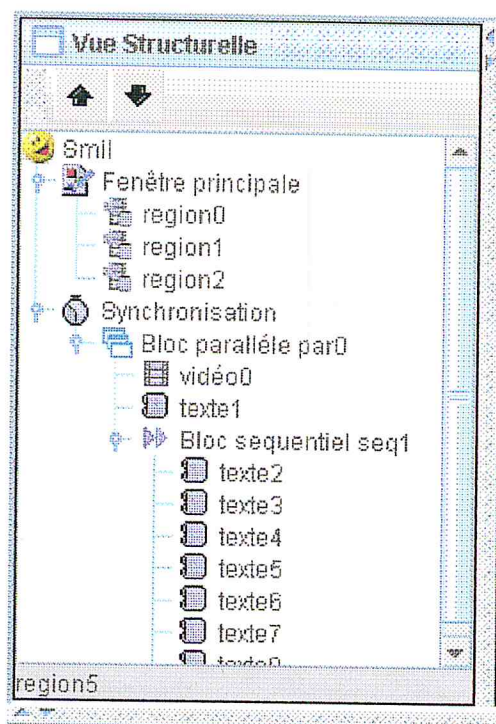 Vue Structurelle
Smil
Fenêtre principale
region0
region1
region2
Synchronisation
Bloc paralléle par0
vidéo0
texte1
Bloc sequentiel seq1
texte2
texte3
texte4
texte5
texte6
texte7
region5